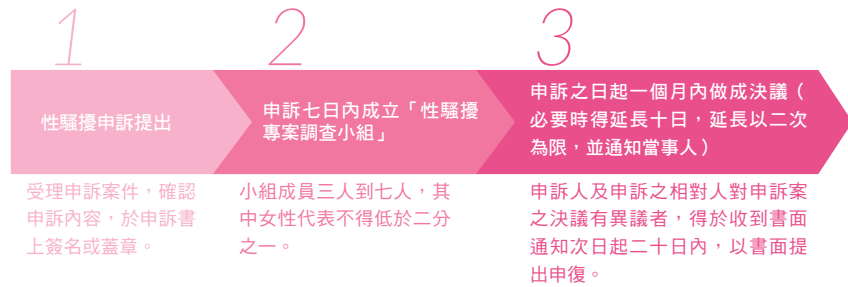 1
性騷擾申訴提出
受理申訴案件，確認
申訴內容，於申訴書
上簽名或蓋章。
2
申訴七日內成立「性騷擾
專案調查小組」
小組成員三人到七人，其
中女性代表不得低於二分
之一。
3
申訴之日起一個月內做成決議（
必要時得延長十日，延長以二次
為限，並通知當事人）
申訴人及申訴之相對人對申訴案
之決議有異議者，得於收到書面
通知次日起二十日內，以書面提
出申復。